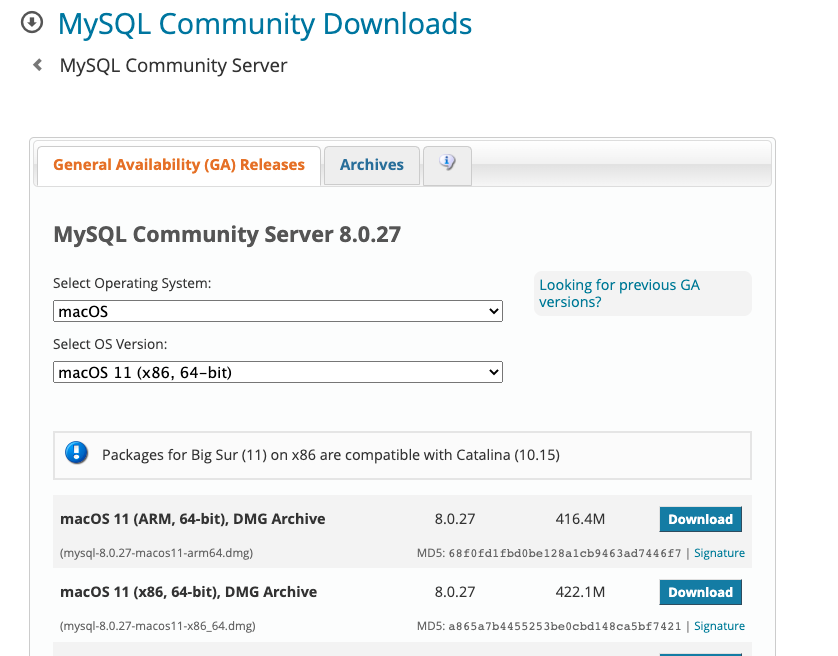 MySQL Community Downloads
MySQL Community Server
General Availability (GA) Releases
Archives
MySQL Community Server 8.0.27
Select Operating System:
macOS
Looking for previous GA
versions?
Select OS Version:
macOS 11 (x86, 64-bit)
Packages for Big Sur (11) on x86 are compatible with Catalina (10.15)
macOS 11 (ARM, 64-bit), DMG Archive 8.0.27 416.4M Download
(mysql-8.0.27-macos11-arm64.dmg) MD5: 68f0fd1fbd0be128a1cb9463ad7446f7 | Signature
macOS 11 (x86, 64-bit), DMG Archive 8.0.27 422.1M Download
(mysql-8.0.27-macos11-x86_64.dmg) MD5: a865a7b4455253be0cbd148ca5bf7421 | Signature